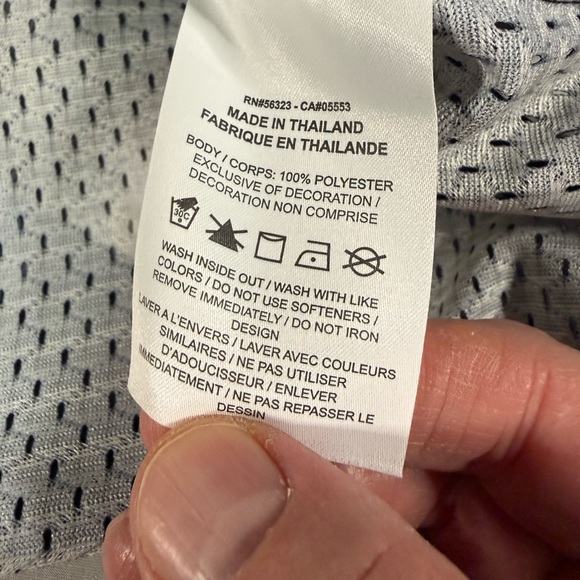 RN#56323 - CA#05553
MADE IN THAILAND
FABRIQUE EN THAILANDE
BODY / CORPS: 100% POLYESTER
EXCLUSIVE OF DECORATION /
DECORATION NON COMPRISE
30C
WASH INSIDE OUT / WASH WITH LIKE
COLORS / DO NOT USE SOFTENERS /
REMOVE IMMEDIATELY / DO NOT IRON
DESIGN
LAVER A L'ENVERS / LAVER AVEC COULEURS
SIMILAIRES / NE PAS UTILISER
D'ADOUCISSEUR / ENLEVER
IMMÉDIATEMENT / NE PAS REPASSER LE
DESSIN